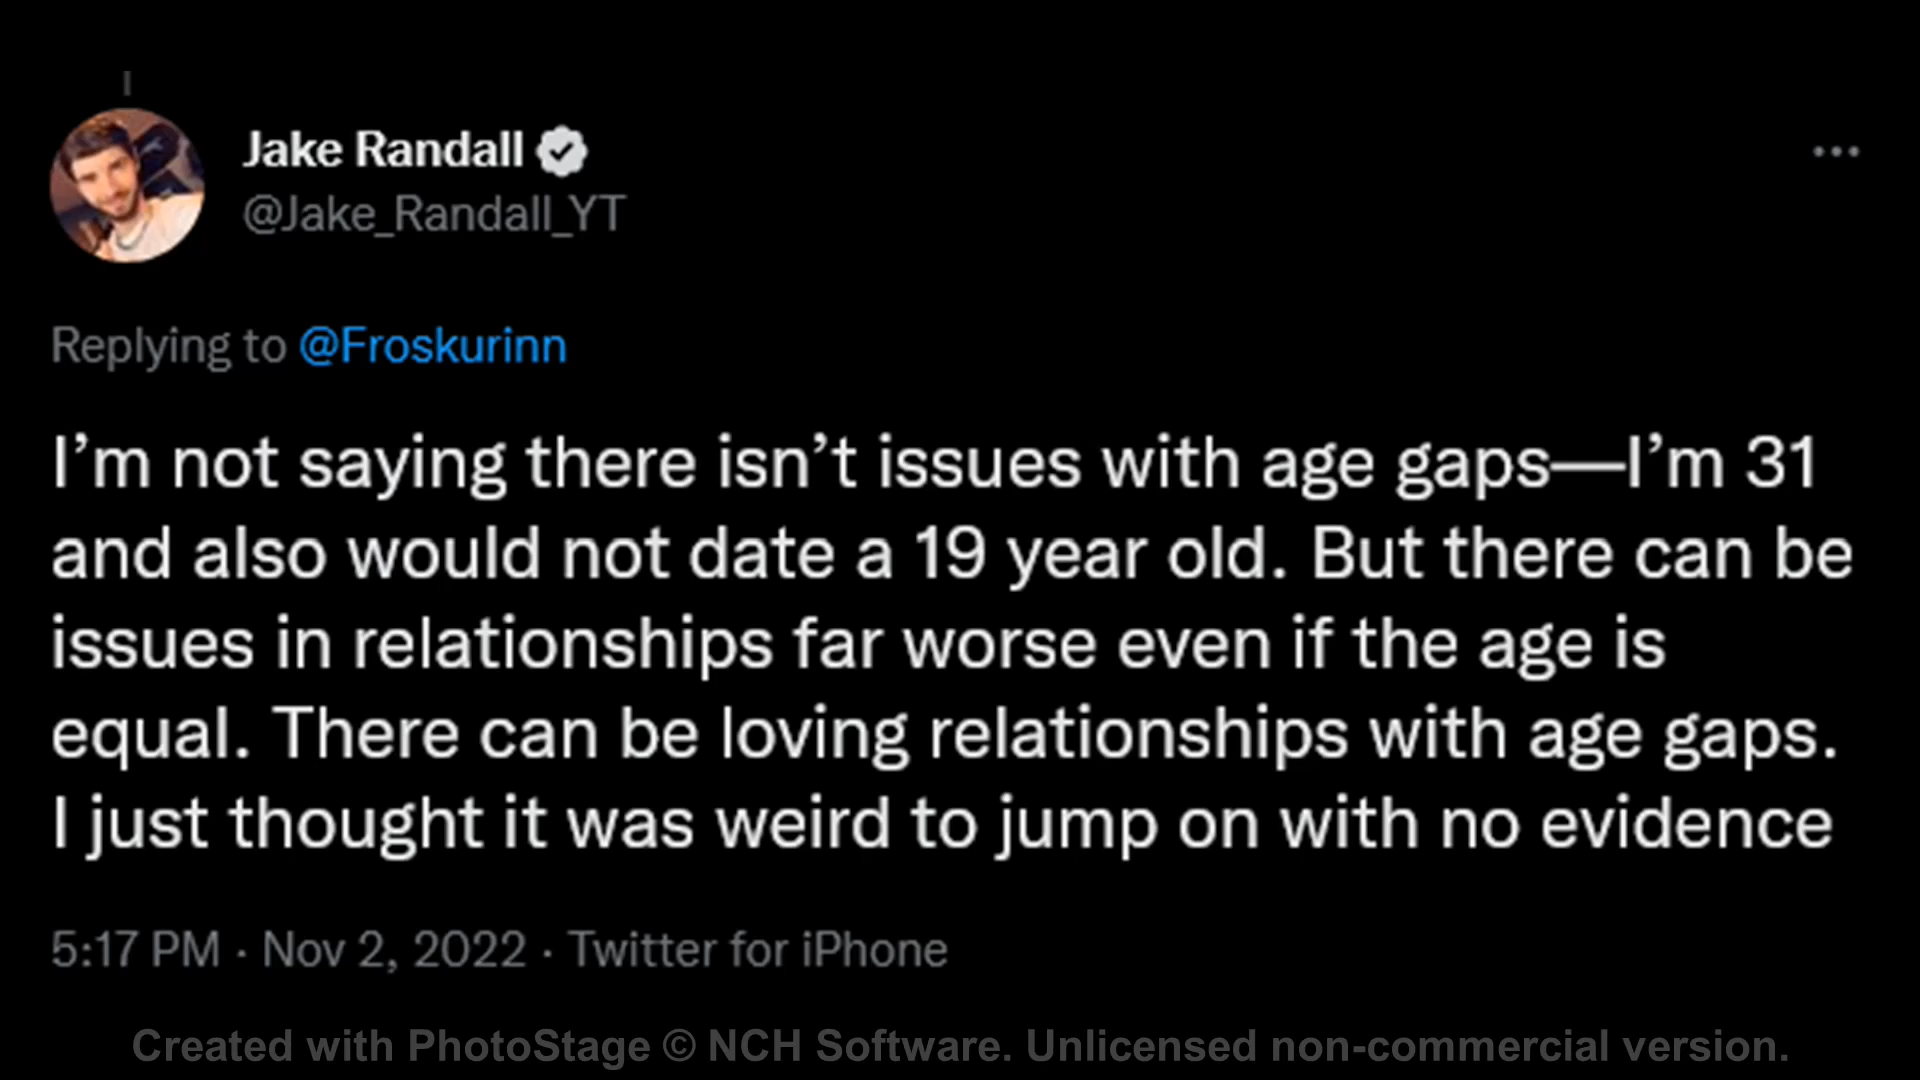 Jake Randall
@Jake_Randall_YT
Replying to @Froskurinn
I’m not saying there isn’t issues with age gaps—I’m 31
and also would not date a 19 year old. But there can be
issues in relationships far worse even if the age is
equal. There can be loving relationships with age gaps.
I just thought it was weird to jump on with no evidence
5:17 PM · Nov 2, 2022 · Twitter for iPhone
Created with PhotoStage © NCH Software. Unlicensed non-commercial version.